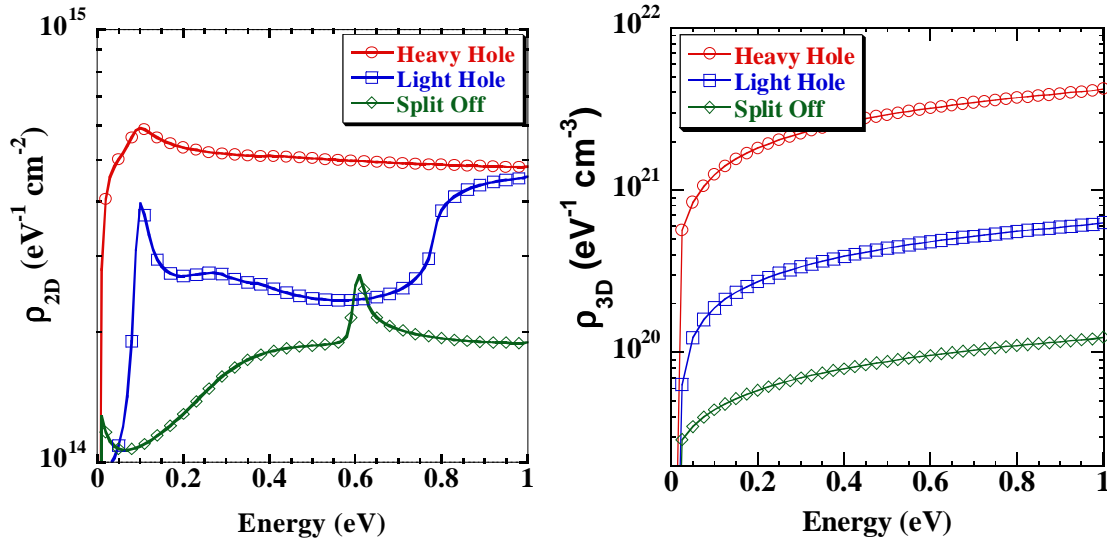 10^15
Heavy Hole
Light Hole
Split Off
ρ_2D (eV^-1 cm^-2)
10^14
0 0.2 0.4 0.6 0.8 1
Energy (eV)
10^22
Heavy Hole
Light Hole
Split Off
ρ_3D (eV^-1 cm^-3)
10^21
10^20
0 0.2 0.4 0.6 0.8 1
Energy (eV)